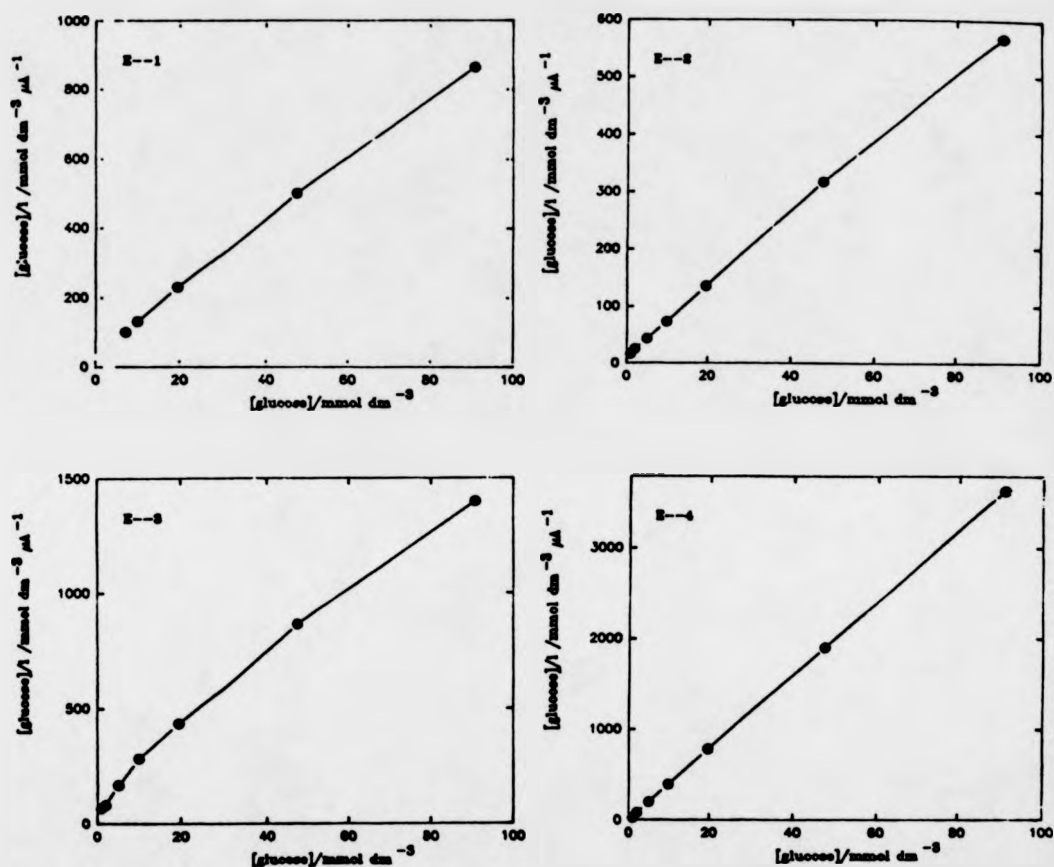 1000
800
600
400
200
0
E--1
[glucose]/i /mmol dm⁻³ μA⁻¹
0 20 40 60 80 100
[glucose]/mmol dm⁻³
600
500
400
300
200
100
0
E--2
[glucose]/i /mmol dm⁻³ μA⁻¹
0 20 40 60 80 100
[glucose]/mmol dm⁻³
1500
1000
500
0
E--3
[glucose]/i /mmol dm⁻³ μA⁻¹
0 20 40 60 80 100
[glucose]/mmol dm⁻³
3000
2000
1000
0
E--4
[glucose]/i /mmol dm⁻³ μA⁻¹
0 20 40 60 80 100
[glucose]/mmol dm⁻³